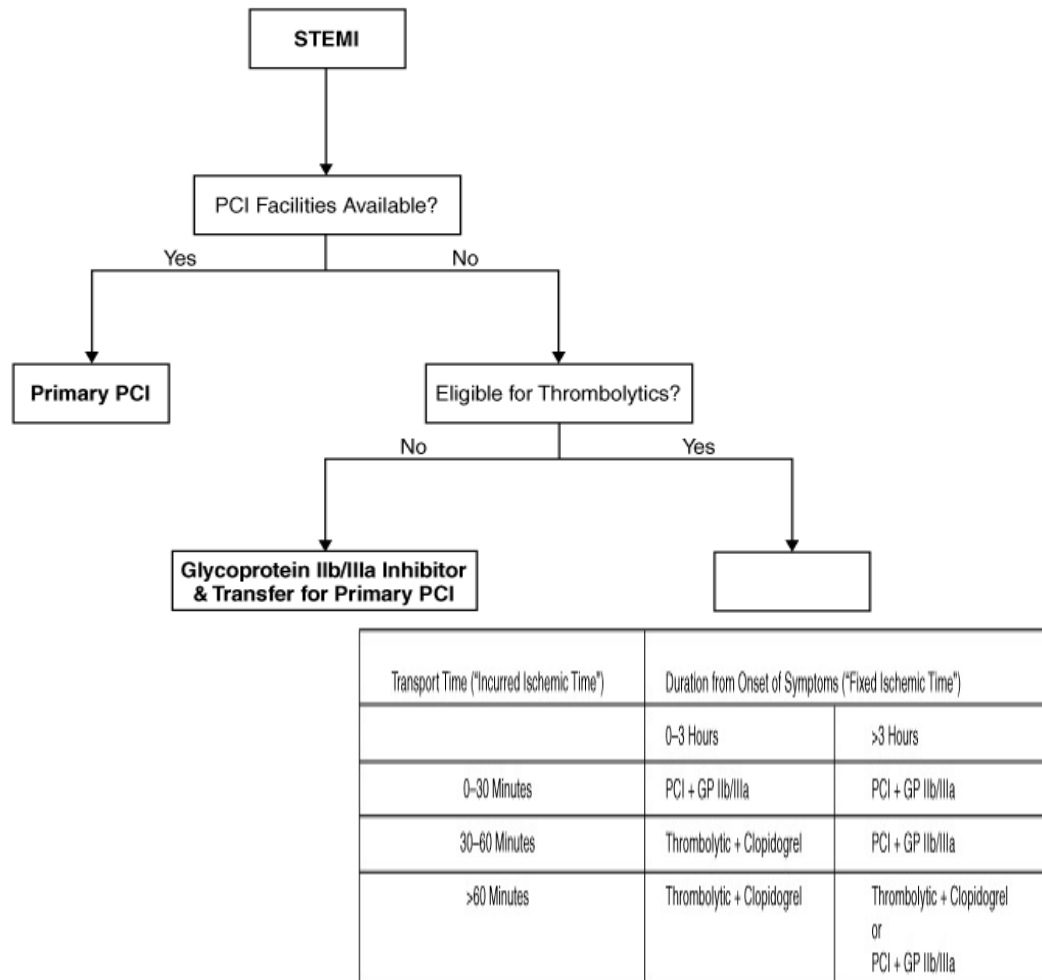 STEMI
PCI Facilities Available?
Yes
No
Primary PCI
Eligible for Thrombolytics?
No
Yes
Glycoprotein IIb/IIIa Inhibitor
& Transfer for Primary PCI
Transport Time (“Incurred Ischemic Time”) Duration from Onset of Symptoms (“Fixed Ischemic Time”)
0–3 Hours >3 Hours
0–30 Minutes PCI + GP IIb/IIIa PCI + GP IIb/IIIa
30–60 Minutes Thrombolytic + Clopidogrel PCI + GP IIb/IIIa
>60 Minutes Thrombolytic + Clopidogrel Thrombolytic + Clopidogrel
or
PCI + GP IIb/IIIa